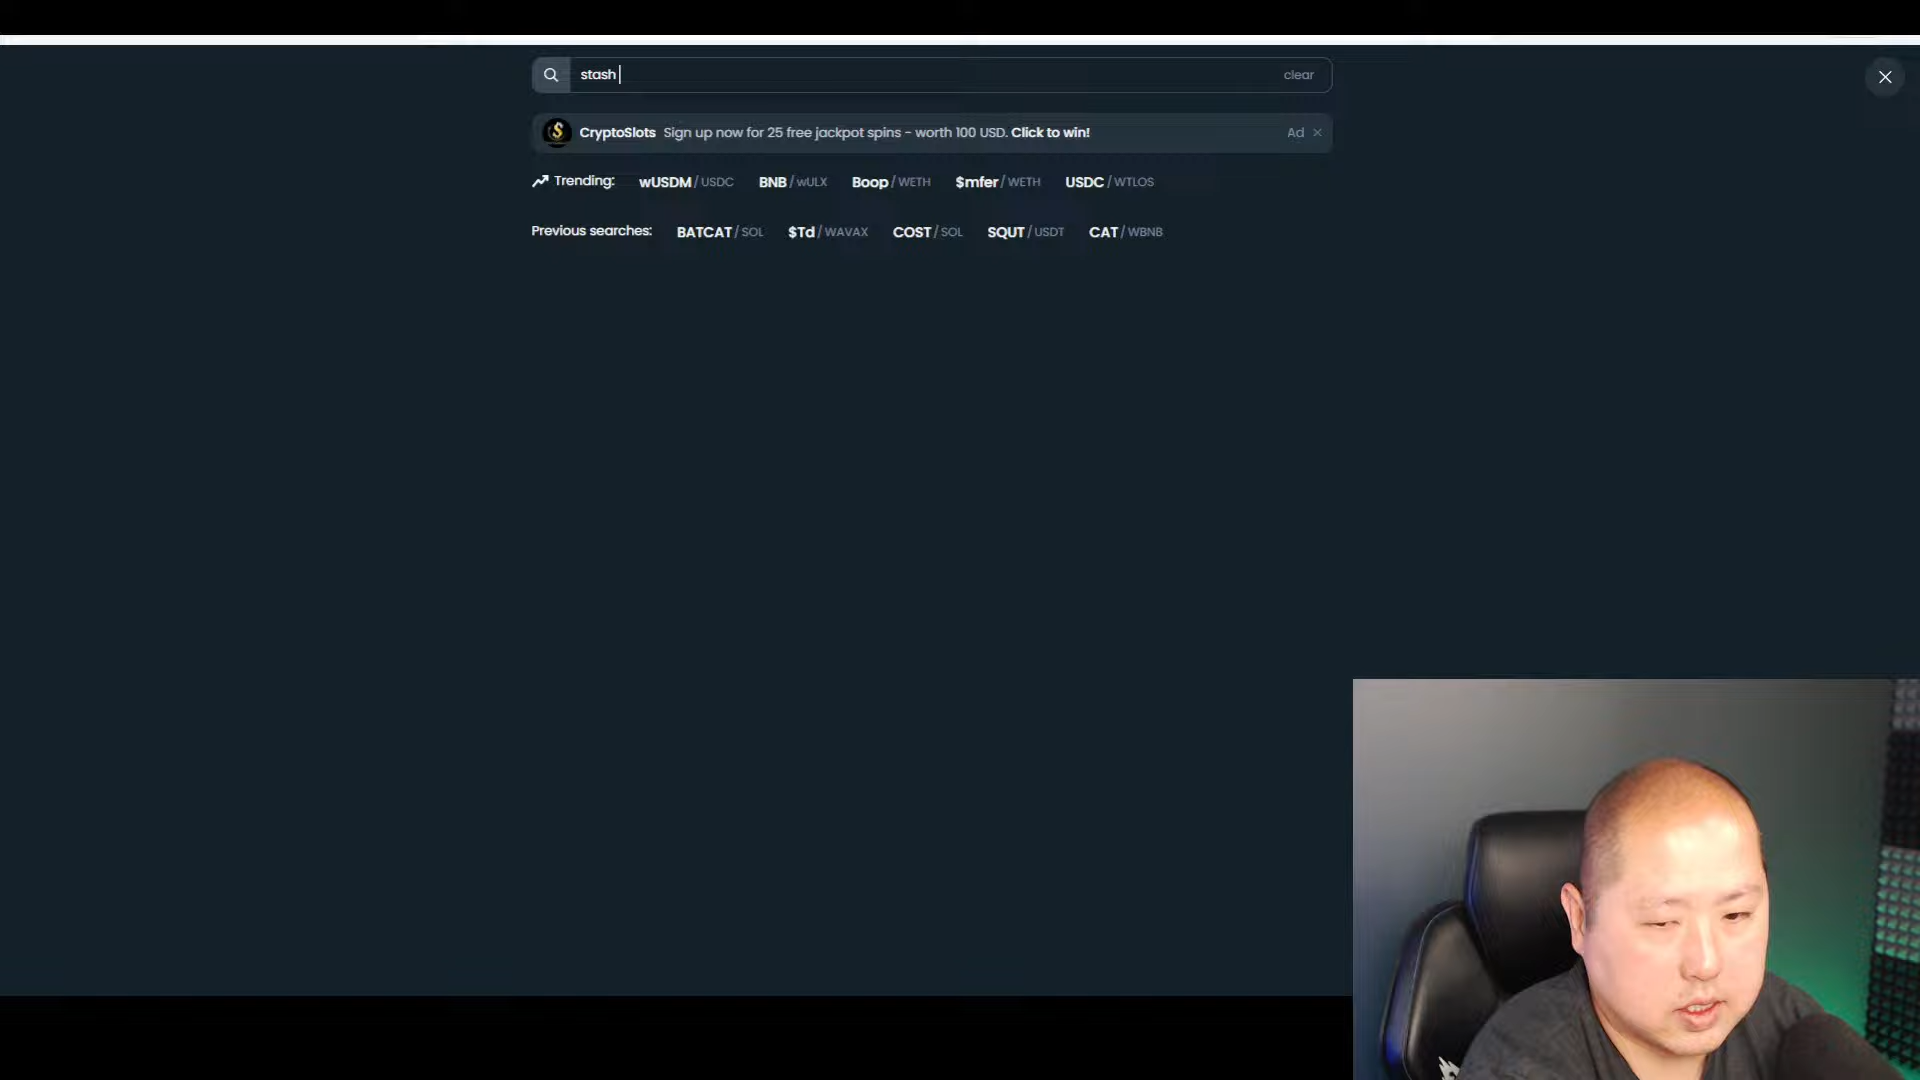 stash
clear
CryptoSlots Sign up now for 25 free jackpot spins - worth 100 USD. Click to win! Ad
Trending: wUSDM / USDC BNB / wULX Boop / WETH $mfer / WETH USDC / WTLOS
Previous searches: BATCAT / SOL $Td / WAVAX COST / SOL SQUT / USDT CAT / WBNB